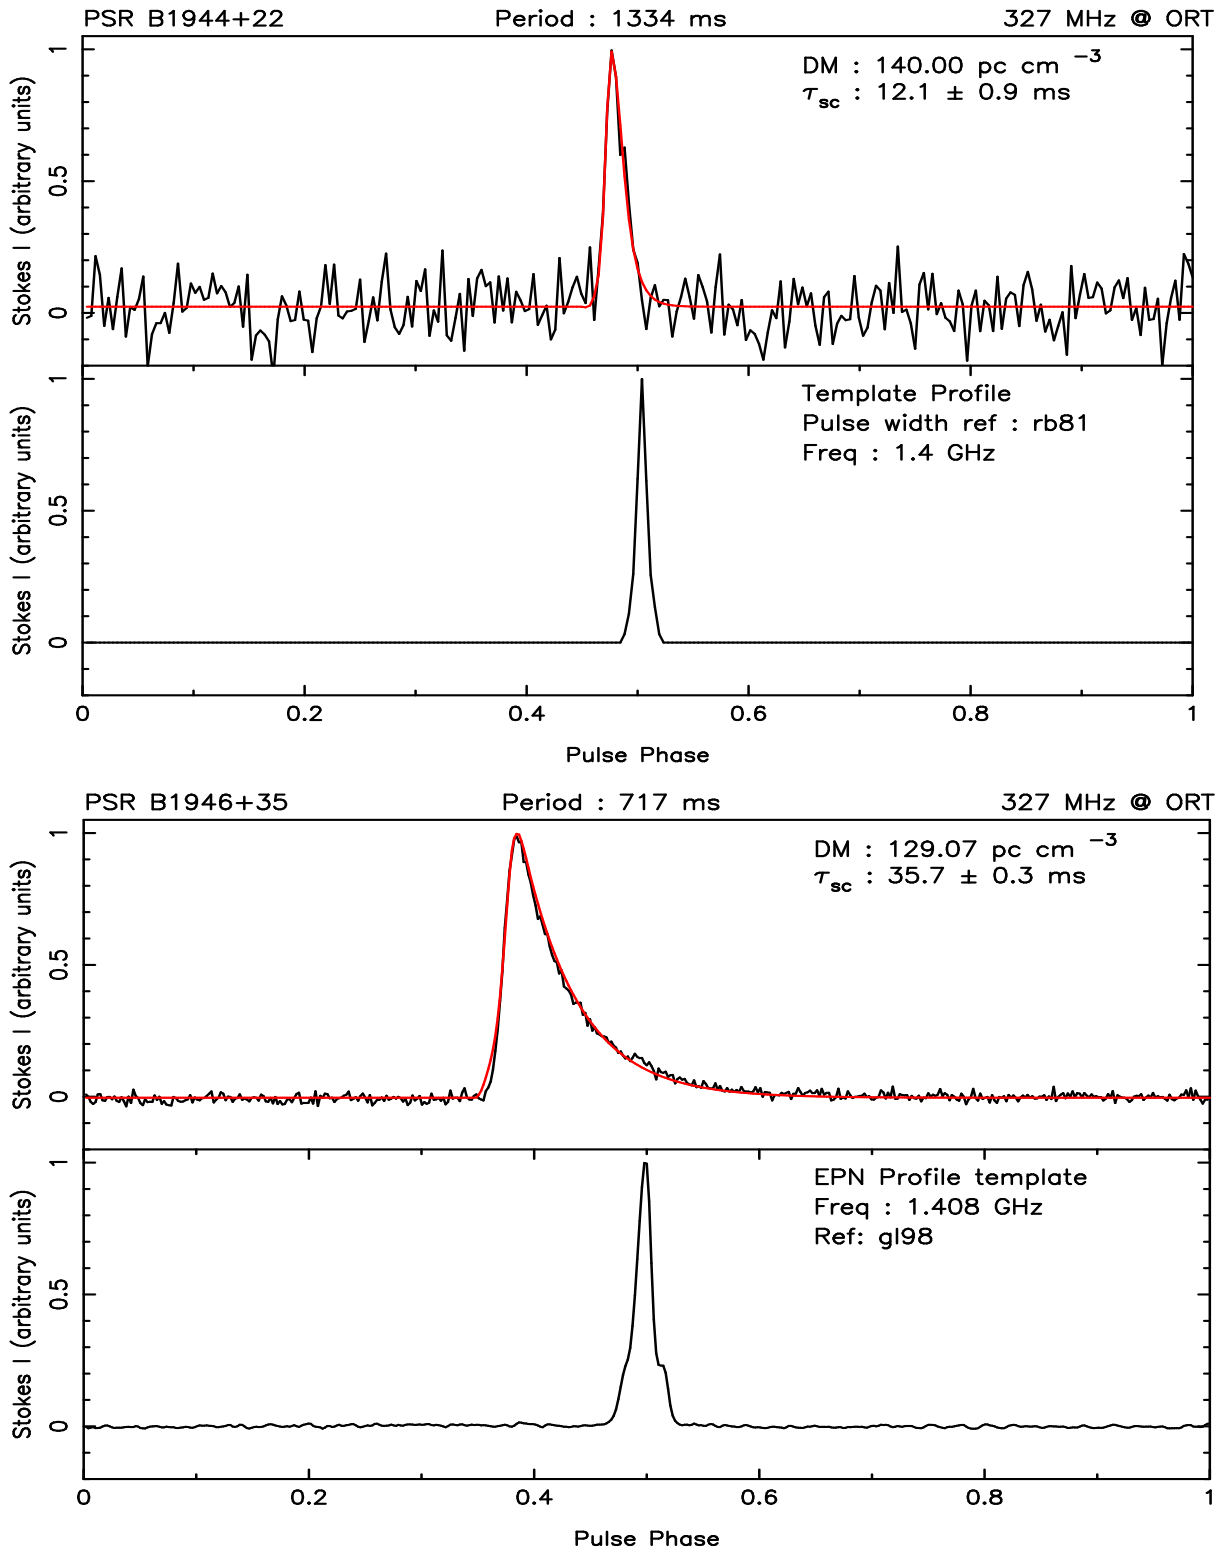 PSR B1944+22 Period : 1334 ms 327 MHz @ ORT
DM : 140.00 pc cm −3
τsc : 12.1 ± 0.9 ms
Stokes I (arbitrary units)
1
0.5
0
Template Profile
Pulse width ref : rb81
Freq : 1.4 GHz
Stokes I (arbitrary units)
1
0.5
0
0 0.2 0.4 0.6 0.8 1
Pulse Phase
PSR B1946+35 Period : 717 ms 327 MHz @ ORT
DM : 129.07 pc cm −3
τsc : 35.7 ± 0.3 ms
Stokes I (arbitrary units)
1
0.5
0
EPN Profile template
Freq : 1.408 GHz
Ref: gl98
Stokes I (arbitrary units)
1
0.5
0
0 0.2 0.4 0.6 0.8 1
Pulse Phase